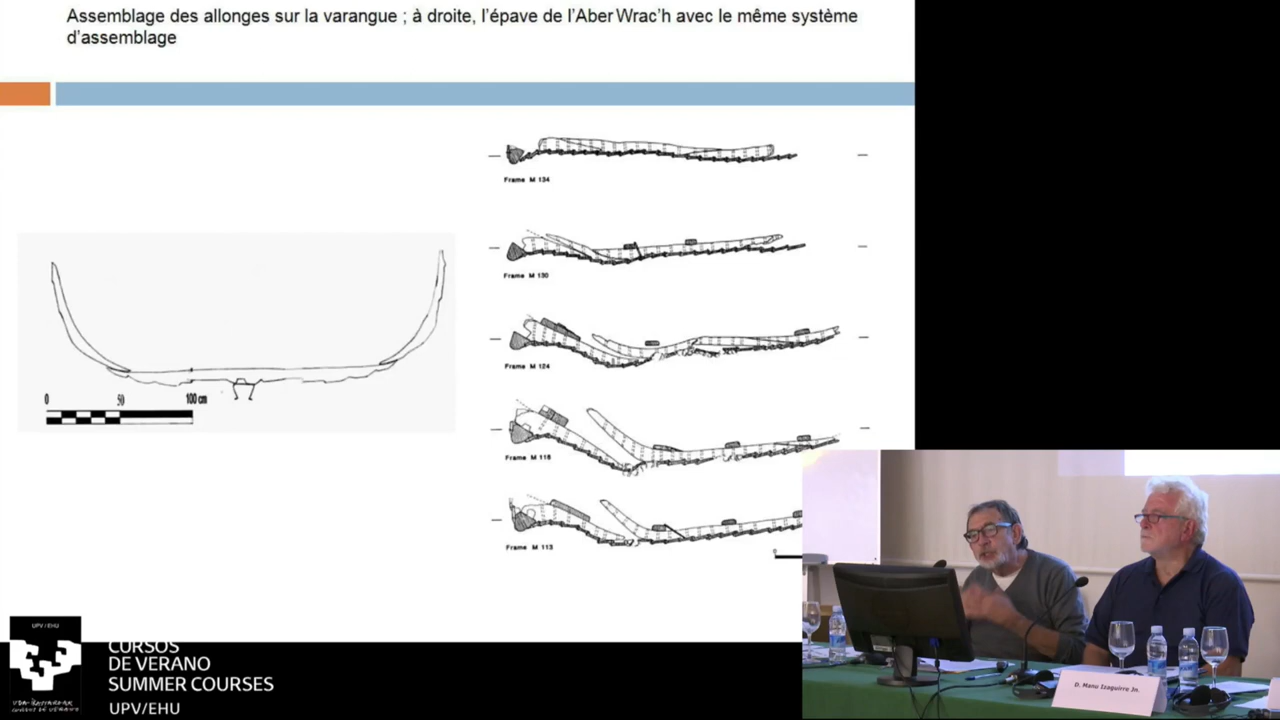 Assemblage des allonges sur la varangue ; à droite, l'épave de l'Aber Wrac'h avec le même système
d'assemblage
Frame M 134
Frame M 130
Frame M 124
Frame M 118
Frame M 113
0 50 100 cm
0
UPV/EHU
CURSOS
DE VERANO
SUMMER COURSES
UPV/EHU
D. Manu Izaguirre Jn.